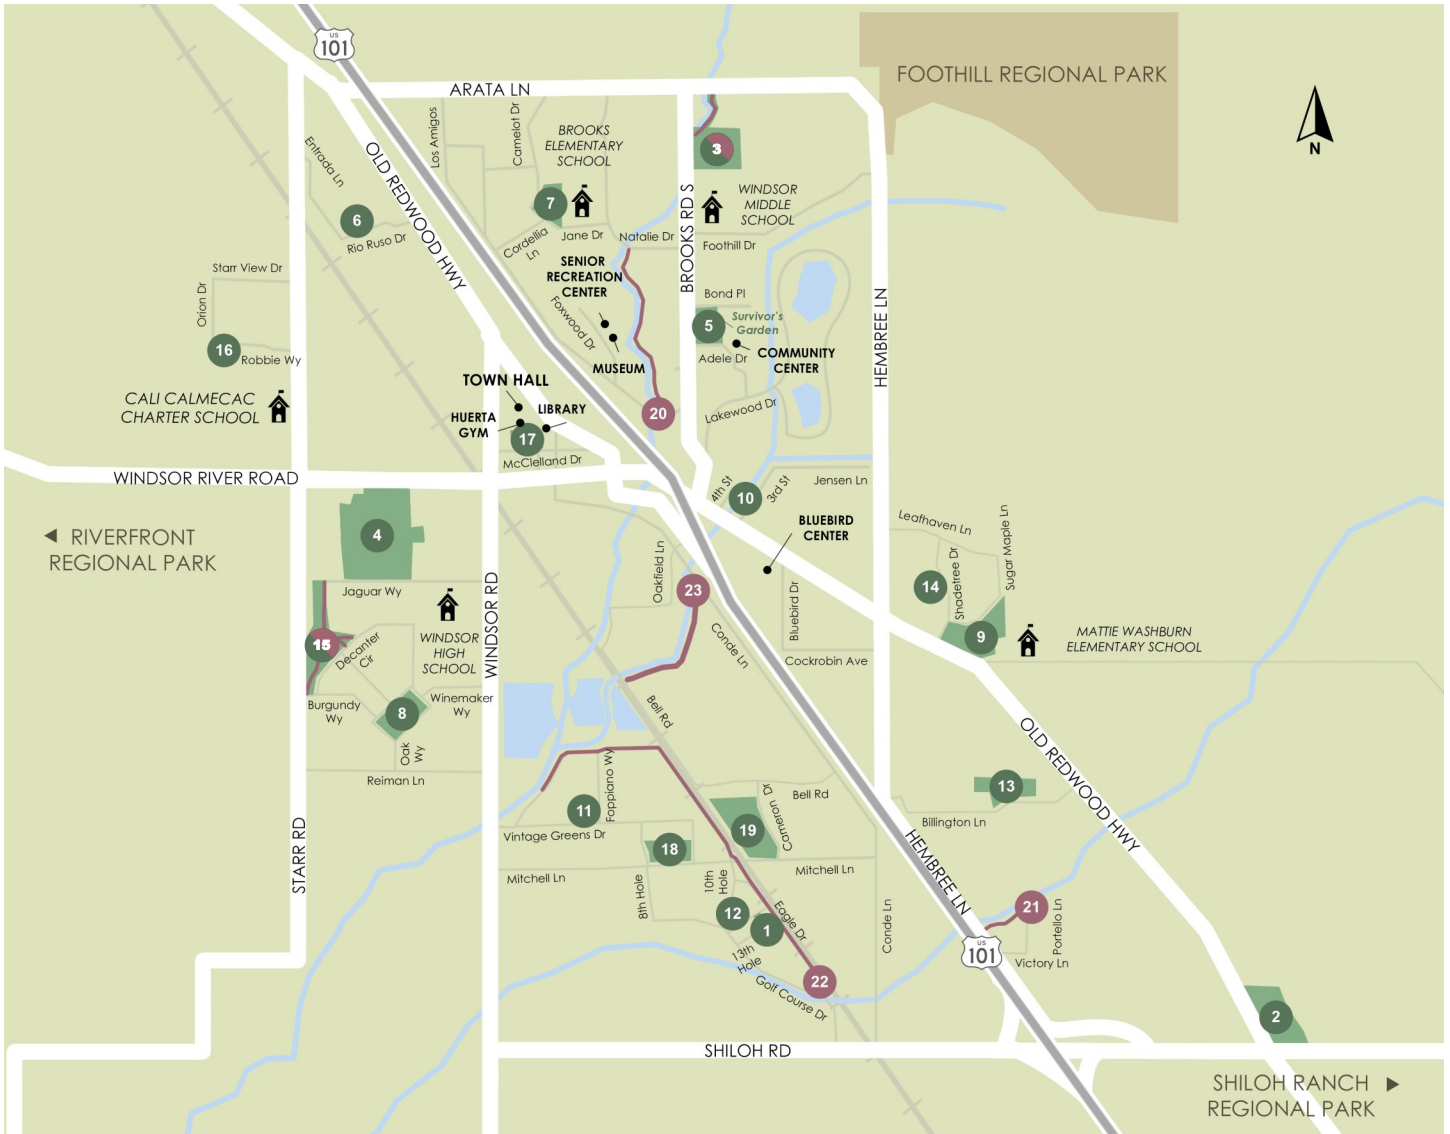 US
101
FOOTHILL REGIONAL PARK
ARATA LN
N
Los Amigos
Camelot Dr
BROOKS
ELEMENTARY
SCHOOL
3
Entrada Ln
OLD REDWOOD HWY
7
WINDSOR
MIDDLE
SCHOOL
BROOKS RD S
6
Rio Ruso Dr
Cordellia
Ln
Jane Dr
Natalie Dr
Foothill Dr
Starr View Dr
Orion Dr
SENIOR
RECREATION
CENTER
Bond Pl
HEMBREE LN
Foxwood Dr
5
Survivor's
Garden
16
Robbie Wy
Adele Dr
COMMUNITY
CENTER
MUSEUM
TOWN HALL
CALI CALMECAC
CHARTER SCHOOL
HUERTA
GYM
LIBRARY
20
Lakewood Dr
17
McClelland Dr
WINDSOR RIVER ROAD
4th St
10
3rd St
Jensen Ln
RIVERFRONT
REGIONAL PARK
4
BLUEBIRD
CENTER
Leafhaven Ln
Sugar Maple Ln
Oakfield Ln
Shadetree Dr
14
Jaguar Wy
WINDSOR RD
23
Bluebird Dr
15
Decanter
Cir
WINDSOR
HIGH
SCHOOL
Conde Ln
9
MATTIE WASHBURN
ELEMENTARY SCHOOL
Cockrobin Ave
Burgundy
Wy
8
Winemaker
Wy
Bell Rd
Oak
Wy
OLD REDWOOD HWY
Reiman Ln
Foppiano Wy
Cameron Dr
Bell Rd
13
11
Vintage Greens Dr
19
Billington Ln
18
STARR RD
HEMBREE LN
Mitchell Ln
Mitchell Ln
8th Hole
10th
Hole
12
1
Eagle Dr
Conde Ln
21
Portello Ln
13th
Hole
US
101
Victory Ln
22
Golf Course Dr
2
SHILOH RD
SHILOH RANCH
REGIONAL PARK